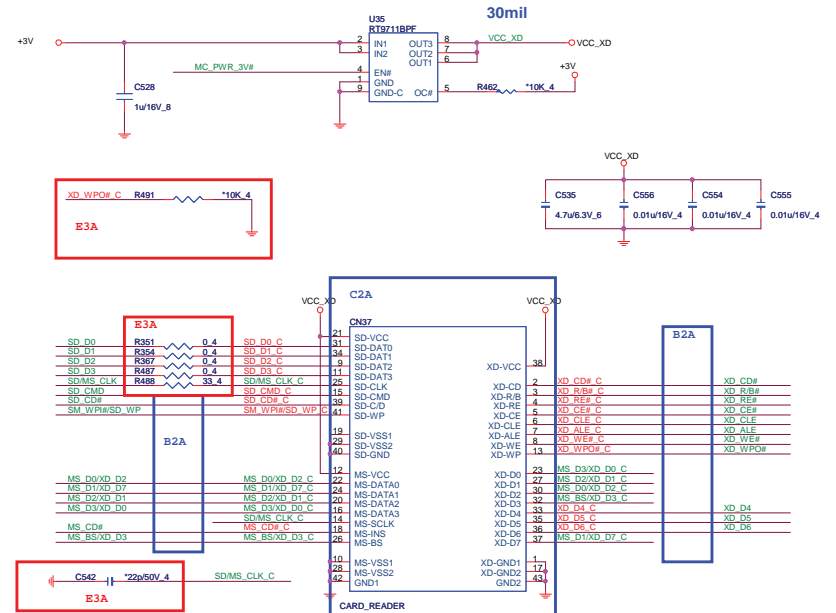 30mil
U35
RT9711BPF
+3V
2 IN1 OUT3 8 VCC_XD VCC_XD
3 IN2 OUT2 7
OUT1 6
MC_PWR_3V# 4 EN#
+3V
1 GND
9 GND-C OC# 5 R462 *10K_4
C528
1u/16V_8
VCC_XD
XD_WPO#_C R491 *10K_4
E3A
C535 C556 C554 C555
4.7u/6.3V_6 0.01u/16V_4 0.01u/16V_4 0.01u/16V_4
C2A
VCC_XD VCC_XD
CN37
E3A
B2A
SD_D0 R351 0_4 SD_D0_C
SD_D1 R354 0_4 SD_D1_C
SD_D2 R367 0_4 SD_D2_C
SD_D3 R487 0_4 SD_D3_C
SD/MS_CLK R488 33_4 SD/MS_CLK_C
SD_CMD SD_CMD_C
SD_CD# SD_CD#_C
SM_WPI#/SD_WP SM_WPI#/SD_WP_C
B2A
21 SD-VCC
31 SD-DAT0
34 SD-DAT1
9 SD-DAT2
11 SD-DAT3
25 SD-CLK
15 SD-CMD
39 SD-C/D
41 SD-WP
19 SD-VSS1
29 SD-VSS2
40 SD-GND
12 MS-VCC
MS_D0/XD_D2 MS_D0/XD_D2_C 22 MS-DATA0
MS_D1/XD_D7 MS_D1/XD_D7_C 24 MS-DATA1
MS_D2/XD_D1 MS_D2/XD_D1_C 20 MS-DATA2
MS_D3/XD_D0 MS_D3/XD_D0_C 16 MS-DATA3
SD/MS_CLK_C 14 MS-SCLK
MS_CD# MS_CD#_C 18 MS-INS
MS_BS/XD_D3 MS_BS/XD_D3_C 26 MS-BS
10 MS-VSS1
28 MS-VSS2
42 GND1
XD-VCC 38
XD-CD 2 XD_CD#_C XD_CD#
XD-R/B 3 XD_R/B#_C XD_R/B#
XD-RE 4 XD_RE#_C XD_RE#
XD-CE 5 XD_CE#_C XD_CE#
XD-CLE 6 XD_CLE_C XD_CLE
XD-ALE 7 XD_ALE_C XD_ALE
XD-WE 8 XD_WE#_C XD_WE#
XD-WP 13 XD_WPO#_C XD_WPO#
XD-D0 23 MS_D3/XD_D0_C
XD-D1 27 MS_D2/XD_D1_C
XD-D2 30 MS_D0/XD_D2_C
XD-D3 32 MS_BS/XD_D3_C
XD-D4 33 XD_D4_C XD_D4
XD-D5 35 XD_D5_C XD_D5
XD-D6 36 XD_D6_C XD_D6
XD-D7 37 MS_D1/XD_D7_C
XD-GND1 1
XD-GND2 17
GND2 43
C542 *22p/50V_4 SD/MS_CLK_C
E3A
CARD_READER